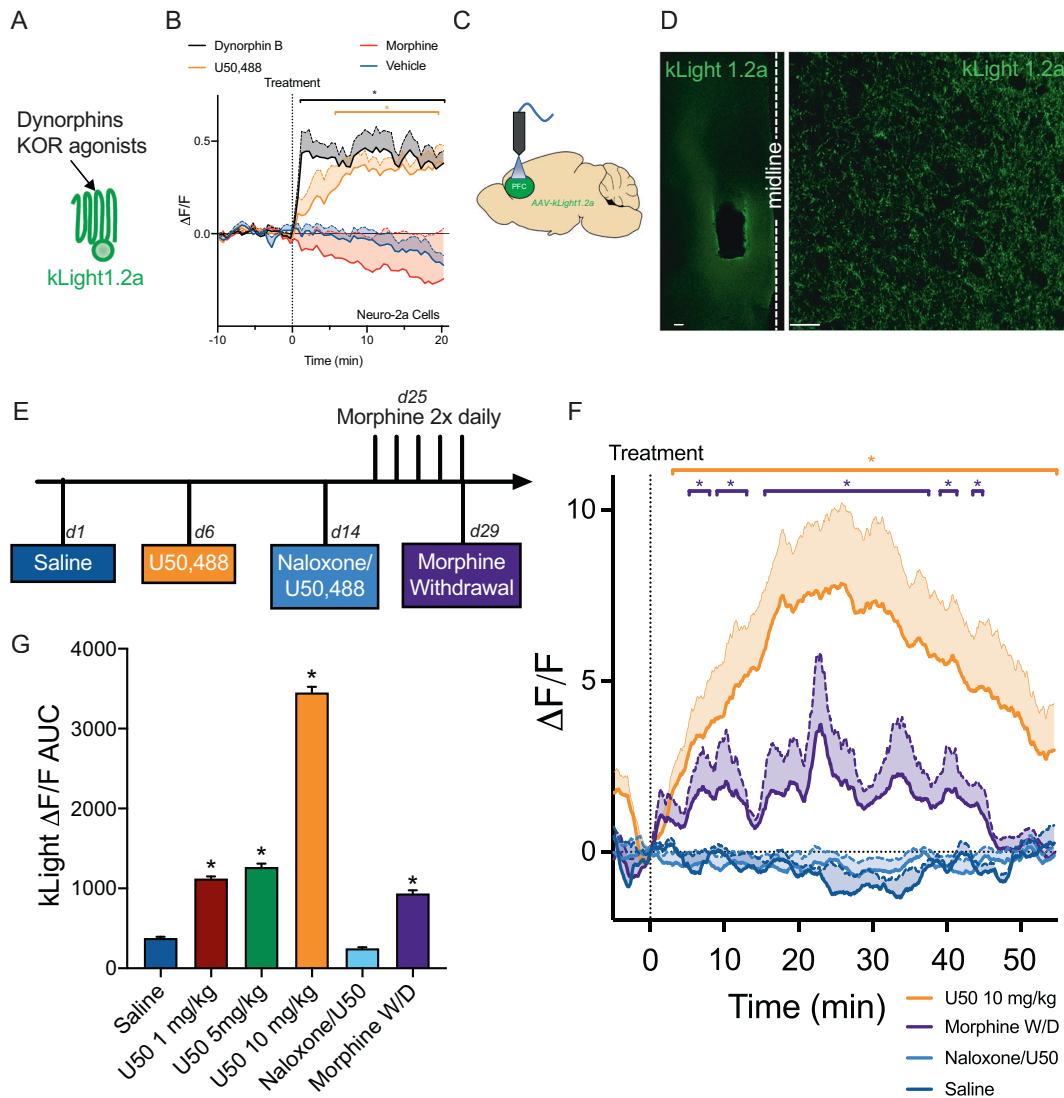 A
Dynorphins
KOR agonists
kLight1.2a
B
Dynorphin B
Morphine
U50,488
Vehicle
Treatment
*
*
0.5
0.0
ΔF/F
Neuro-2a Cells
-10
0
10
20
Time (min)
C
PFC
AAV-kLight1.2a
D
kLight 1.2a
midline
kLight 1.2a
E
d25
Morphine 2x daily
d1
d6
d14
d29
Saline
U50,488
Naloxone/
U50,488
Morphine
Withdrawal
F
Treatment
*
* * * * *
10
5
0
ΔF/F
0
10
20
30
40
50
Time (min)
U50 10 mg/kg
Morphine W/D
Naloxone/U50
Saline
G
4000
3000
2000
1000
0
kLight ΔF/F AUC
*
*
*
*
Saline
U50 1 mg/kg
U50 5mg/kg
U50 10 mg/kg
Naloxone/U50
Morphine W/D